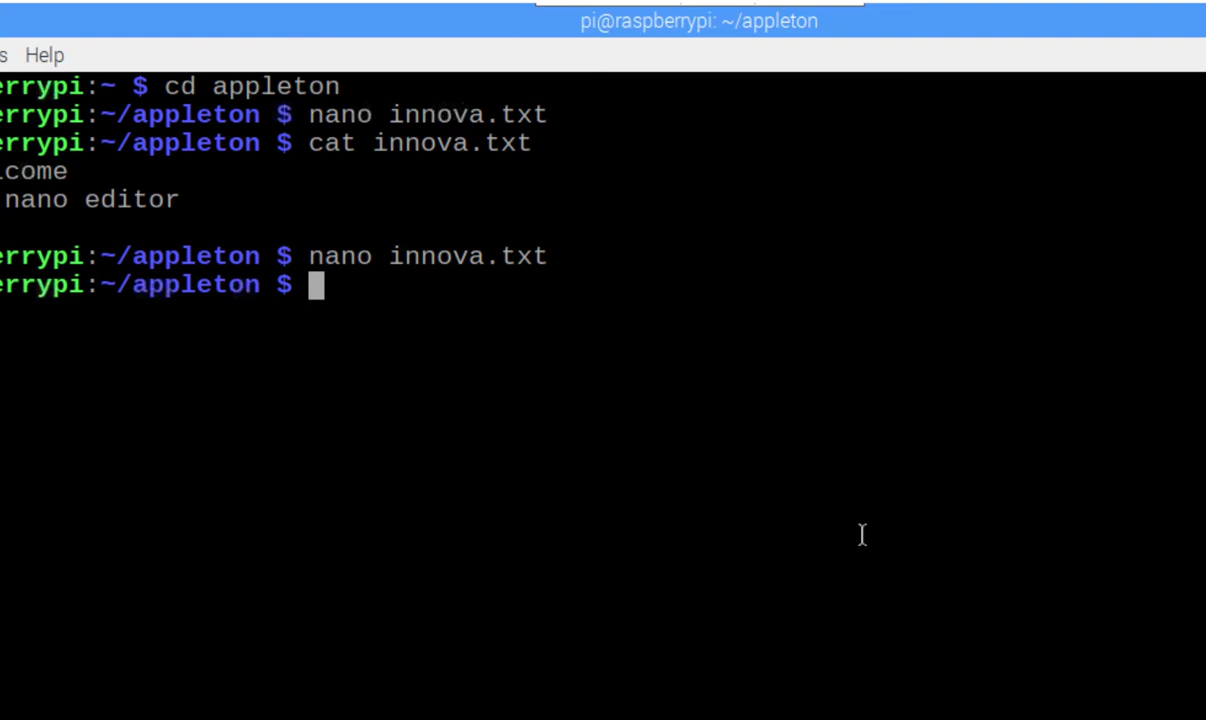 pi@raspberrypi: ~/appleton
Help
errypi:~ $ cd appleton
errypi:~/appleton $ nano innova.txt
errypi:~/appleton $ cat innova.txt
come
nano editor
errypi:~/appleton $ nano innova.txt
errypi:~/appleton $